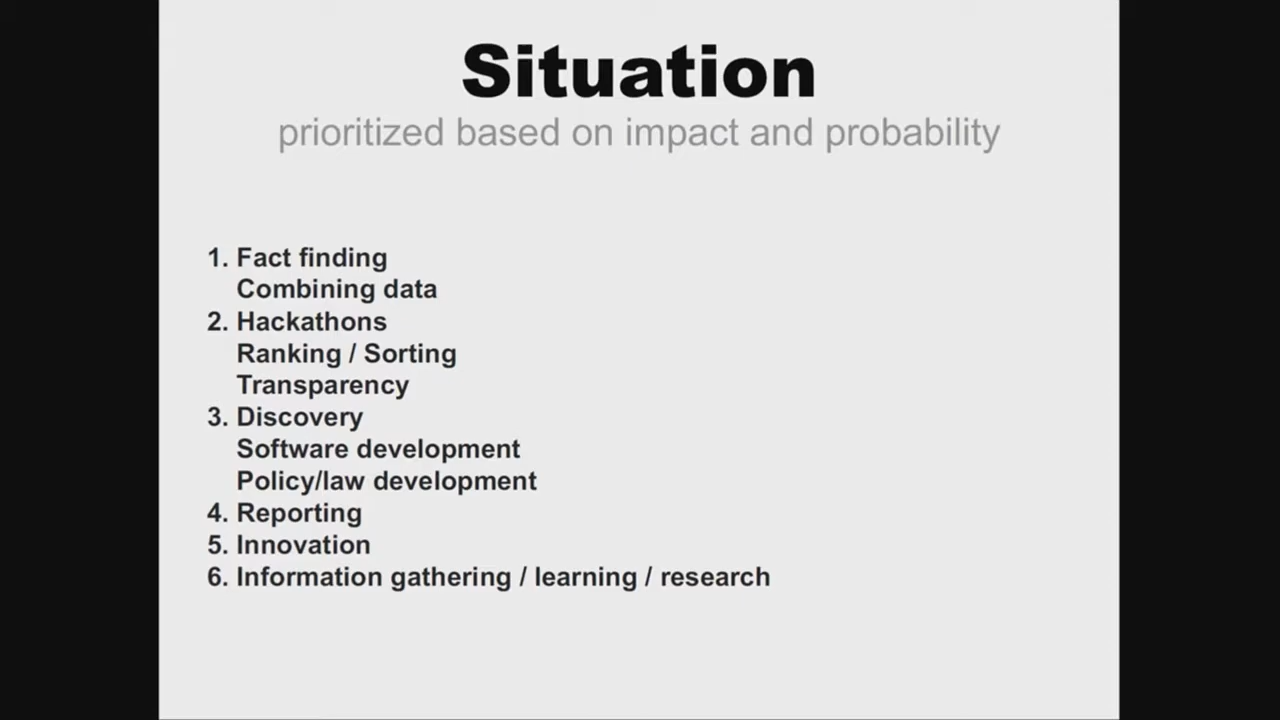 Situation
prioritized based on impact and probability
1. Fact finding
Combining data
2. Hackathons
Ranking / Sorting
Transparency
3. Discovery
Software development
Policy/law development
4. Reporting
5. Innovation
6. Information gathering / learning / research